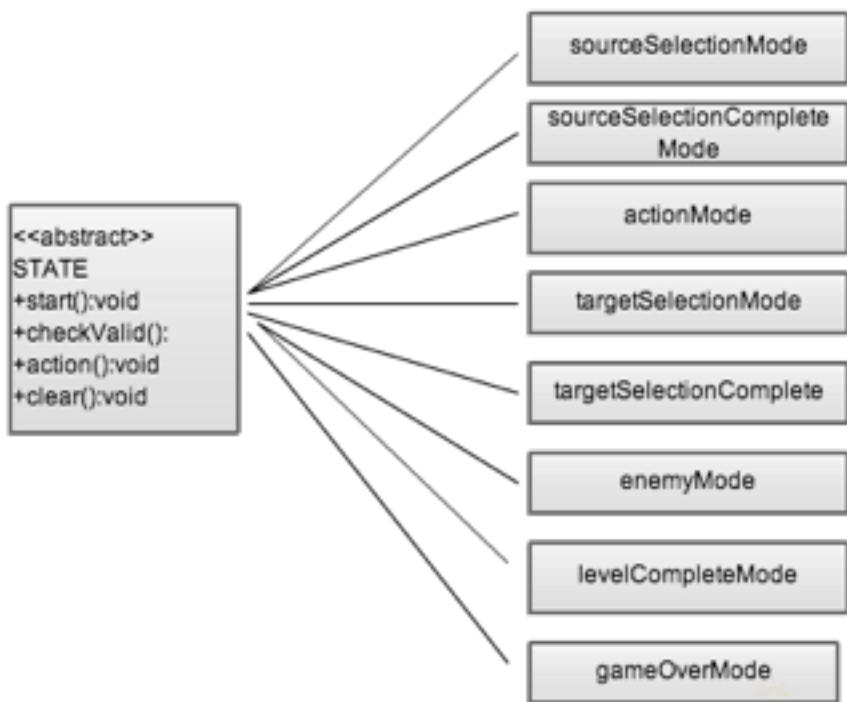 <<abstract>>
STATE
+start():void
+checkValid():
+action():void
+clear():void
sourceSelectionMode
sourceSelectionComplete
Mode
actionMode
targetSelectionMode
targetSelectionComplete
enemyMode
levelCompleteMode
gameOverMode